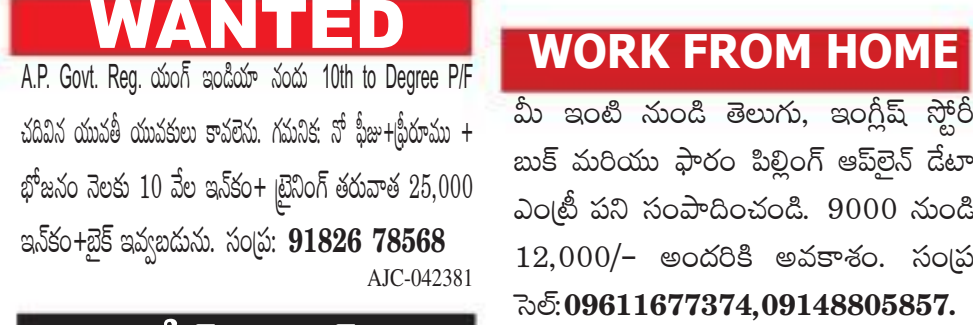 WANTED
A.P. Govt. Reg. యంగ్ ఇండియా నందు 10th to Degree P/F
చదివిన యువతీ యువకులు కావలెను. గమనిక: నో ఫీజు+ఫ్రీరూము +
భోజనం నెలకు 10 వేల ఇన్‌కం+ ట్రైనింగ్ తరువాత 25,000
ఇన్‌కం+బైక్ ఇవ్వబడును. సంప్ర: 91826 78568
AJC-042381
WORK FROM HOME
మీ ఇంటి నుండి తెలుగు, ఇంగ్లీష్ స్టోరీ
బుక్ మరియు ఫారం పిల్లింగ్ ఆప్‌లైన్ డేటా
ఎంట్రీ పని సంపాదించండి. 9000 నుండి
12,000/- అందరికి అవకాశం. సంప్ర
సెల్:09611677374,09148805857.